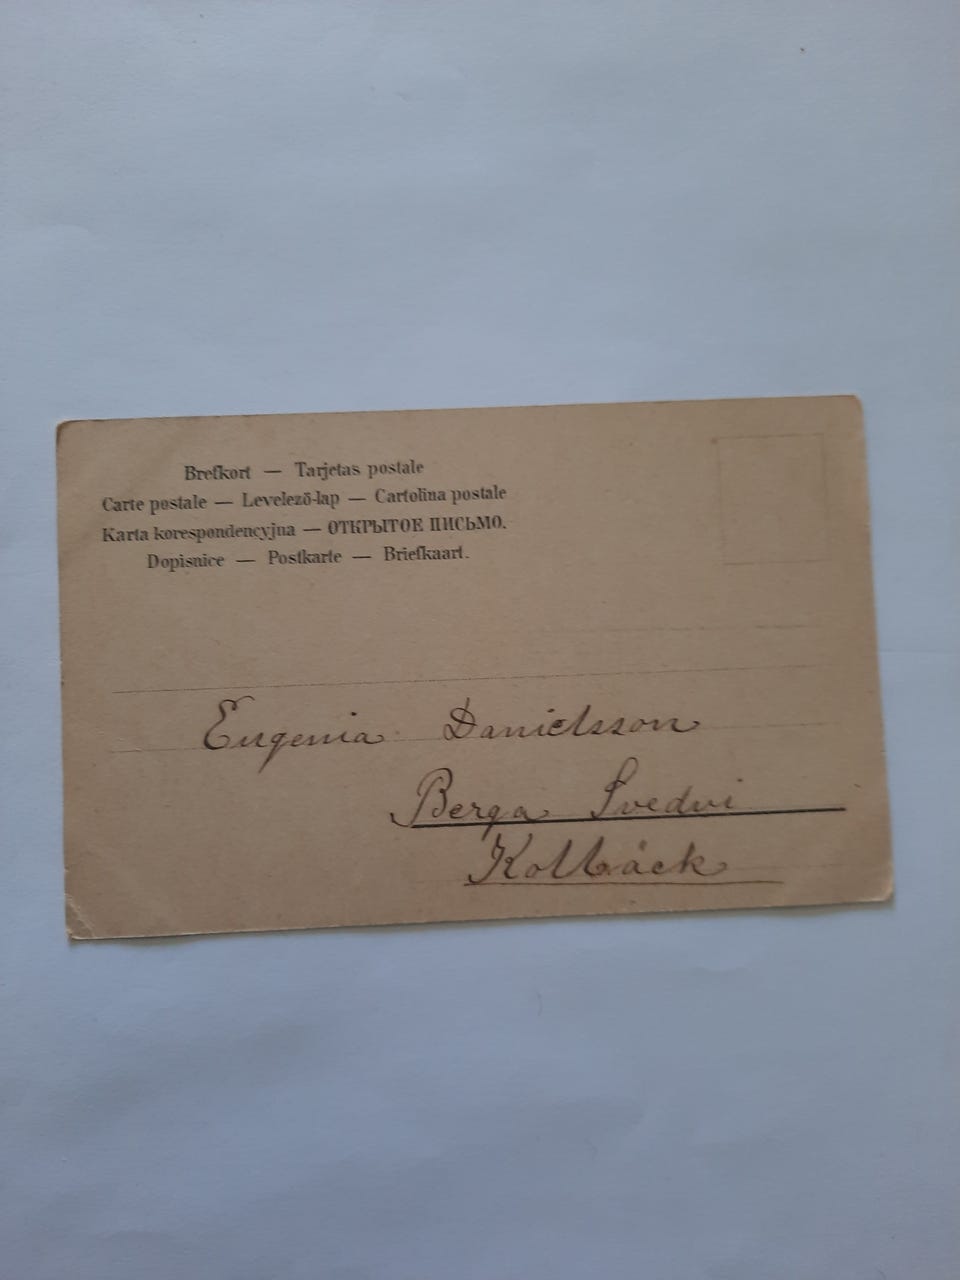 Brefkort — Tarjetas postale
Carte postale — Levelező-lap — Cartolina postale
Karta korespondencyjna — ОТКРЫТОЕ ПИСЬМО.
Dopisnice — Postkarte — Briefkaart.
Eugenia Danielsson
Berga Svedvi
Kolbäck